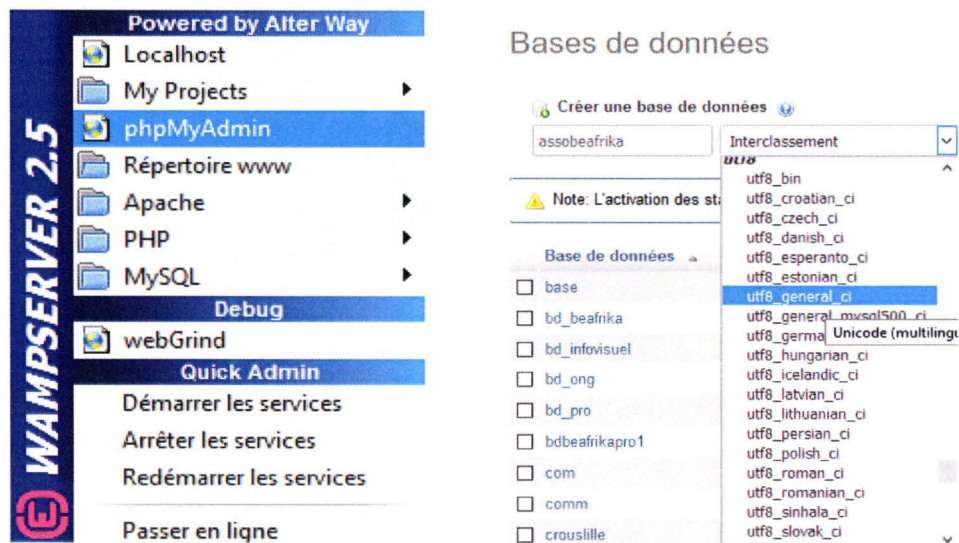 WAMPSERVER 2.5
Powered by Alter Way
Localhost
My Projects
phpMyAdmin
Répertoire www
Apache
PHP
MySQL
Debug
webGrind
Quick Admin
Démarrer les services
Arrêter les services
Redémarrer les services
Passer en ligne
Bases de données
Créer une base de données
assobeafrika
Interclassement
Note: L'activation des sta
Base de données
base
bd_beafrika
bd_infovisuel
bd_ong
bd_pro
bdbeafrikapro1
com
comm
crouslille
utf8
utf8_bin
utf8_croatian_ci
utf8_czech_ci
utf8_danish_ci
utf8_esperanto_ci
utf8_estonian_ci
utf8_general_ci
utf8_general_mysql500_ci
utf8_germa
Unicode (multilingu
utf8_hungarian_ci
utf8_icelandic_ci
utf8_latvian_ci
utf8_lithuanian_ci
utf8_persian_ci
utf8_polish_ci
utf8_roman_ci
utf8_romanian_ci
utf8_sinhala_ci
utf8_slovak_ci